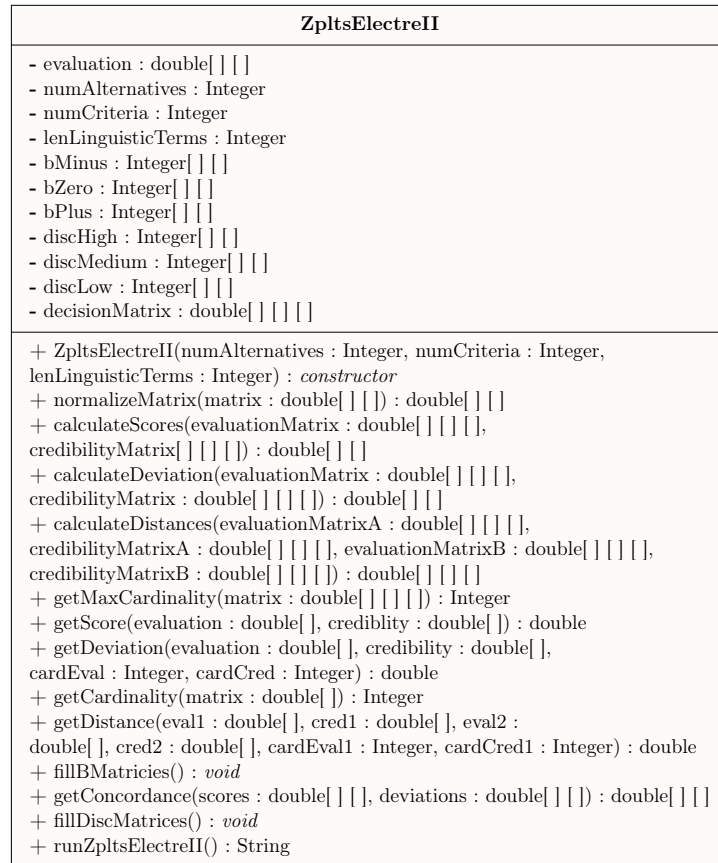 ZpltsElectreII
- evaluation : double[ ] [ ]
- numAlternatives : Integer
- numCriteria : Integer
- lenLinguisticTerms : Integer
- bMinus : Integer[ ] [ ]
- bZero : Integer[ ] [ ]
- bPlus : Integer[ ] [ ]
- discHigh : Integer[ ] [ ]
- discMedium : Integer[ ] [ ]
- discLow : Integer[ ] [ ]
- decisionMatrix : double[ ] [ ] [ ]
+ ZpltsElectreII(numAlternatives : Integer, numCriteria : Integer,
lenLinguisticTerms : Integer) : constructor
+ normalizeMatrix(matrix : double[ ] [ ]) : double[ ] [ ]
+ calculateScores(evaluationMatrix : double[ ] [ ] [ ],
credibilityMatrix[ ] [ ] [ ]) : double[ ] [ ]
+ calculateDeviation(evaluationMatrix : double[ ] [ ] [ ],
credibilityMatrix : double[ ] [ ] [ ]) : double[ ] [ ]
+ calculateDistances(evaluationMatrixA : double[ ] [ ] [ ],
credibilityMatrixA : double[ ] [ ] [ ], evaluationMatrixB : double[ ] [ ] [ ],
credibilityMatrixB : double[ ] [ ] [ ]) : double[ ] [ ] [ ]
+ getMaxCardinality(matrix : double[ ] [ ] [ ]) : Integer
+ getScore(evaluation : double[ ], crediblity : double[ ]) : double
+ getDeviation(evaluation : double[ ], credibility : double[ ],
cardEval : Integer, cardCred : Integer) : double
+ getCardinality(matrix : double[ ]) : Integer
+ getDistance(eval1 : double[ ], cred1 : double[ ], eval2 :
double[ ], cred2 : double[ ], cardEval1 : Integer, cardCred1 : Integer) : double
+ fillBMatricies() : void
+ getConcordance(scores : double[ ] [ ], deviations : double[ ] [ ]) : double[ ] [ ]
+ fillDiscMatrices() : void
+ runZpltsElectreII() : String